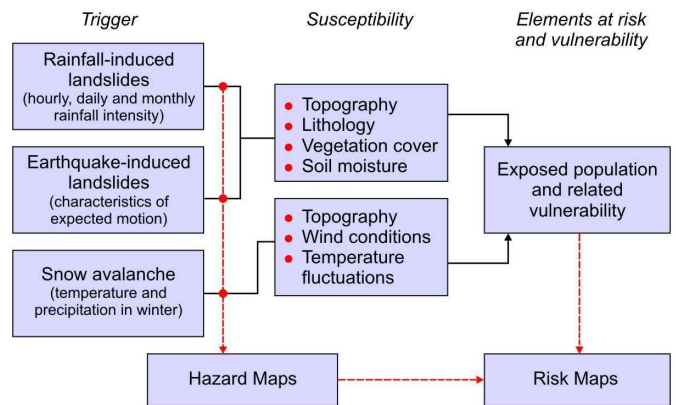 Trigger
Susceptibility
Elements at risk
and vulnerability
Rainfall-induced
landslides
(hourly, daily and monthly
rainfall intensity)
Earthquake-induced
landslides
(characteristics of
expected motion)
Snow avalanche
(temperature and
precipitation in winter)
Topography
Lithology
Vegetation cover
Soil moisture
Topography
Wind conditions
Temperature
fluctuations
Exposed population
and related
vulnerability
Hazard Maps
Risk Maps